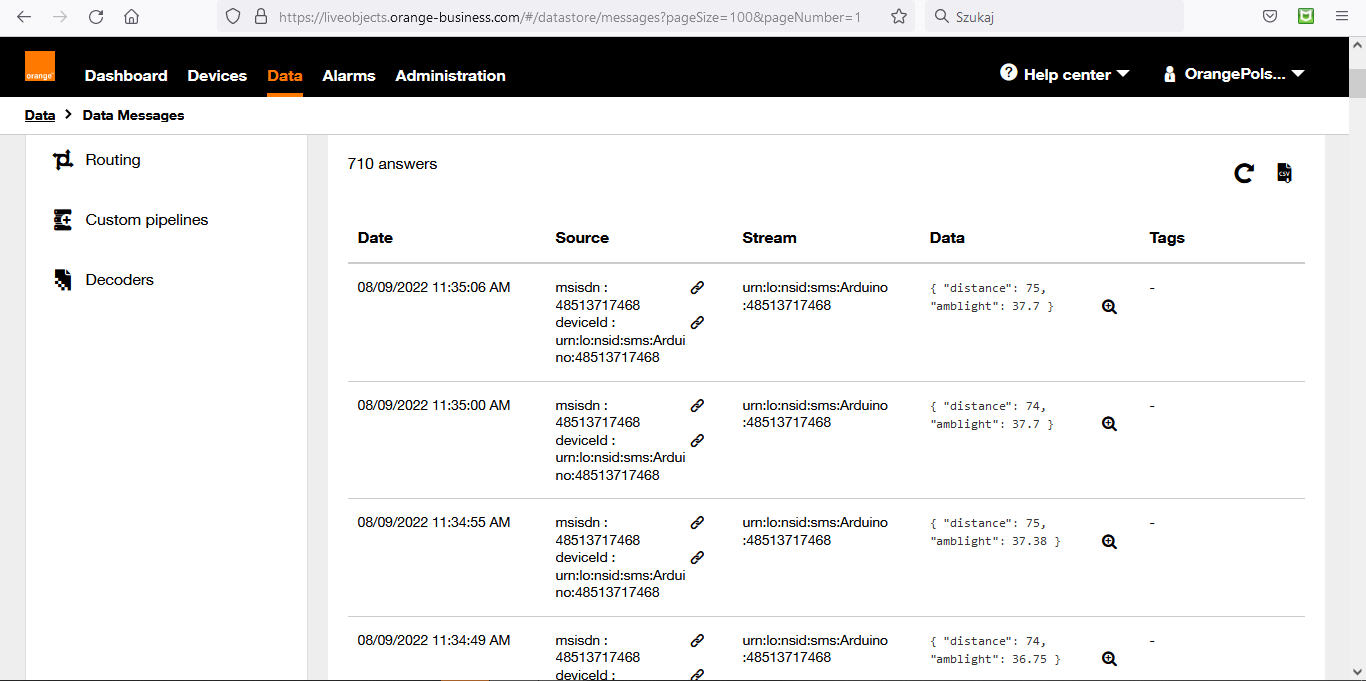 https://liveobjects.orange-business.com/#/datastore/messages?pageSize=100&pageNumber=1
Szukaj
orange™
Dashboard
Devices
Data
Alarms
Administration
? Help center
OrangePols...
Data > Data Messages
Routing
Custom pipelines
Decoders
710 answers
CSV
Date Source Stream Data Tags
08/09/2022 11:35:06 AM
msisdn :
48513717468
deviceId :
urn:lo:nsid:sms:Ardui
no:48513717468
urn:lo:nsid:sms:Arduino
:48513717468
{ "distance": 75,
"amblight": 37.7 }
-
08/09/2022 11:35:00 AM
msisdn :
48513717468
deviceId :
urn:lo:nsid:sms:Ardui
no:48513717468
urn:lo:nsid:sms:Arduino
:48513717468
{ "distance": 74,
"amblight": 37.7 }
-
08/09/2022 11:34:55 AM
msisdn :
48513717468
deviceId :
urn:lo:nsid:sms:Ardui
no:48513717468
urn:lo:nsid:sms:Arduino
:48513717468
{ "distance": 75,
"amblight": 37.38 }
-
08/09/2022 11:34:49 AM
msisdn :
48513717468
deviceId :
urn:lo:nsid:sms:Arduino
:48513717468
{ "distance": 74,
"amblight": 36.75 }
-